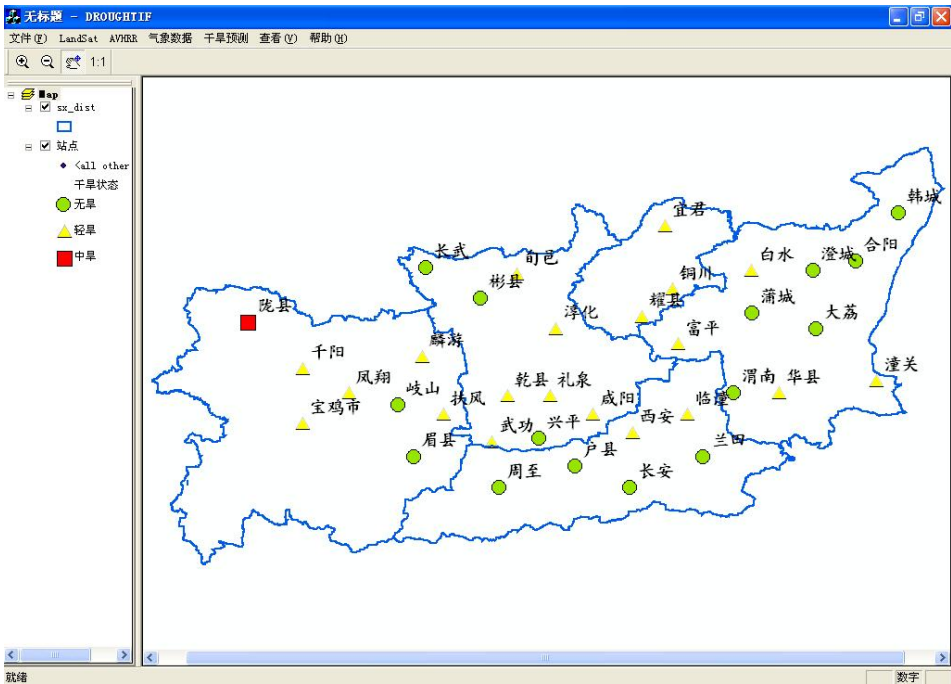 无标题 - DROUGHTIF
文件(F) LandSat AVHRR 气象数据 干旱预测 查看(V) 帮助(H)
1:1
Map
sx_dist
站点
<all other
干旱状态
无旱
轻旱
中旱
韩城
宜君
合阳
长武
旬邑
白水
澄城
铜川
彬县
陇县
耀县
蒲城
大荔
淳化
富平
麟游
千阳
潼关
凤翔
岐山
乾县
礼泉
渭南
华县
宝鸡市
扶风
咸阳
临潼
西安
武功
兴平
眉县
户县
兰田
周至
长安
就绪
数字